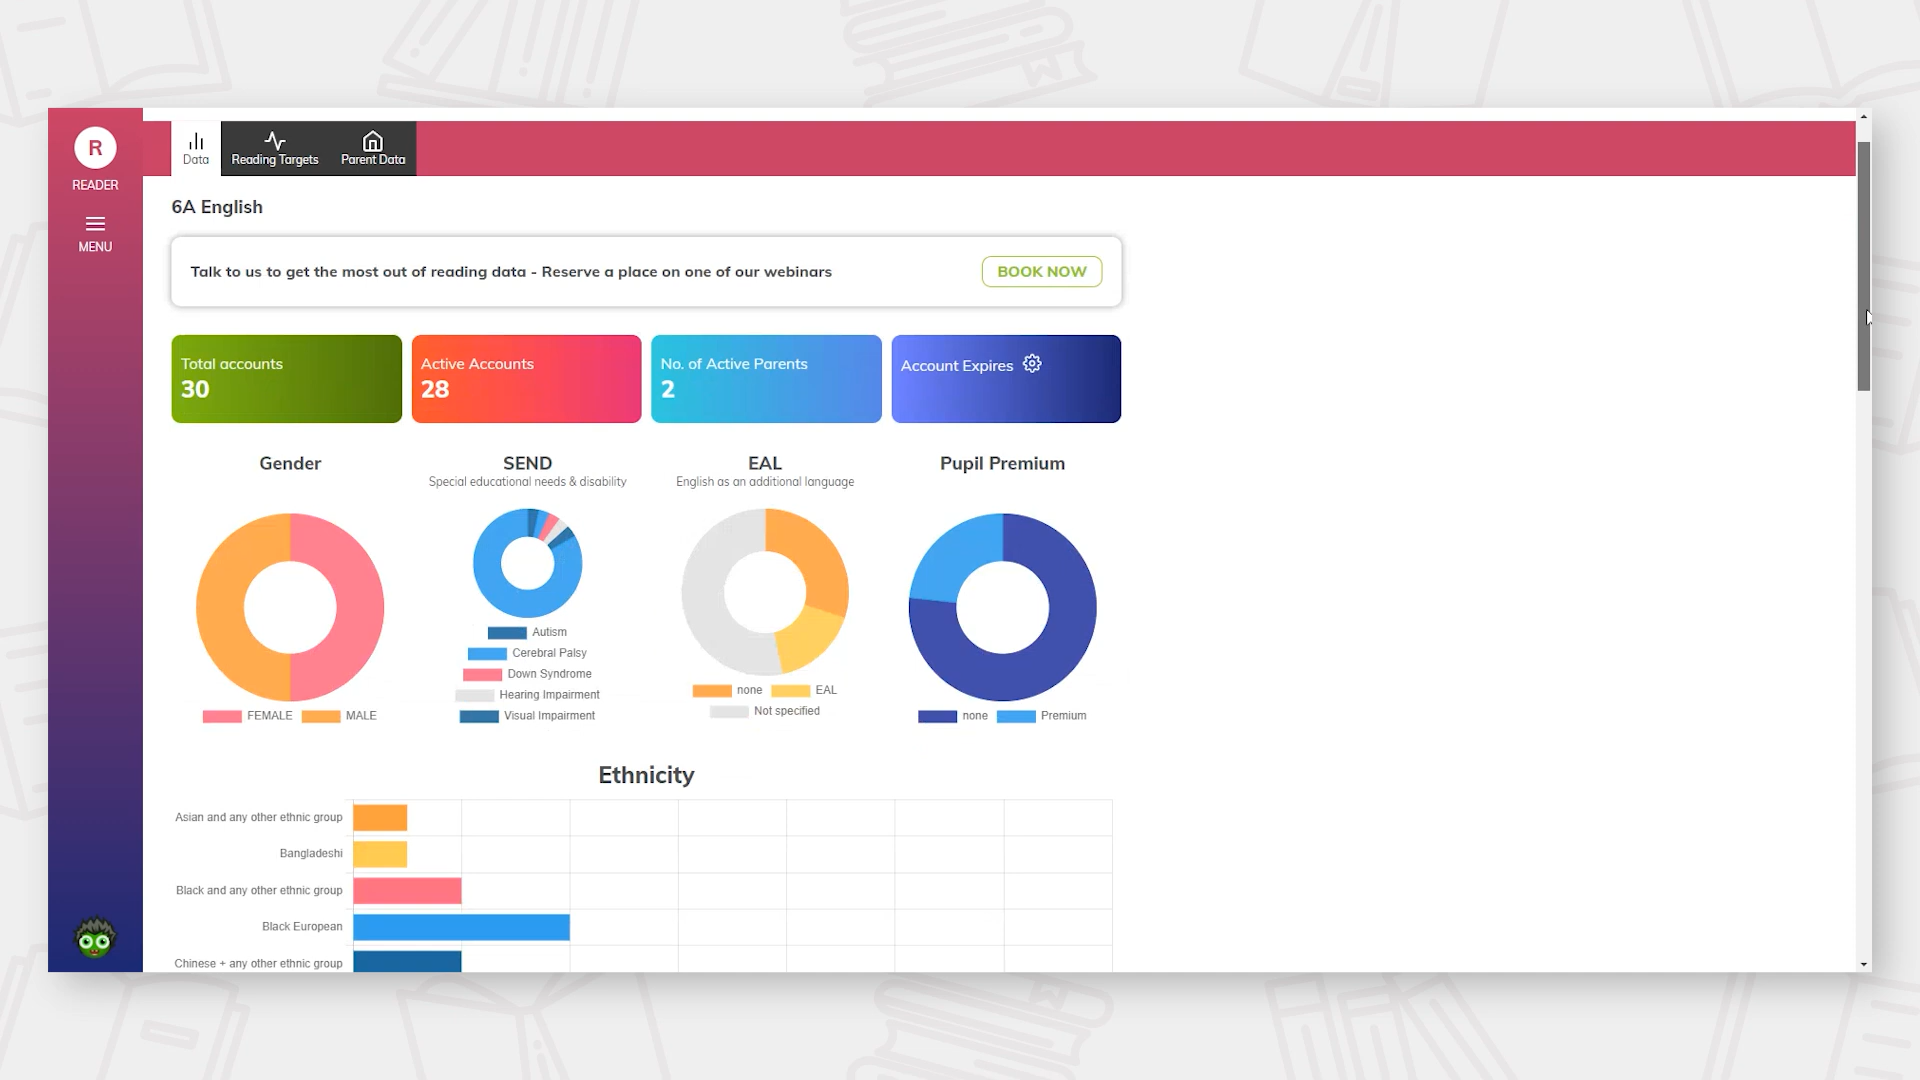 R
READER
MENU
Data
Reading Targets
Parent Data
6A English
Talk to us to get the most out of reading data - Reserve a place on one of our webinars
BOOK NOW
Total accounts
30
Active Accounts
28
No. of Active Parents
2
Account Expires
Gender
FEMALE MALE
SEND
Special educational needs & disability
Autism
Cerebral Palsy
Down Syndrome
Hearing Impairment
Visual Impairment
EAL
English as an additional language
none EAL
Not specified
Pupil Premium
none Premium
Ethnicity
Asian and any other ethnic group
Bangladeshi
Black and any other ethnic group
Black European
Chinese + any other ethnic group